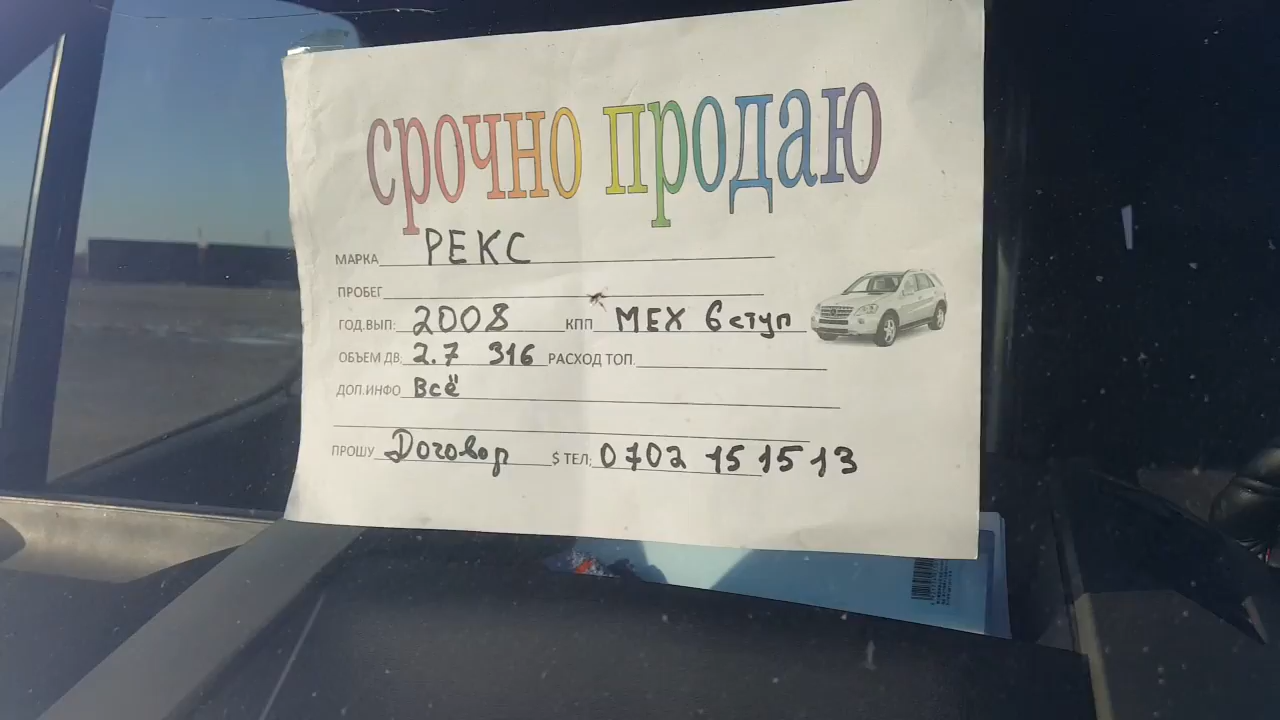 срочно продаю
МАРКА РЕКС
ПРОБЕГ
ГОД.ВЫП: 2008 КПП МЕХ 6 ступ
ОБЪЕМ ДВ: 2.7 316 РАСХОД ТОП.
ДОП.ИНФО Всё
ПРОШУ Договор $ ТЕЛ: 0702 15 15 13